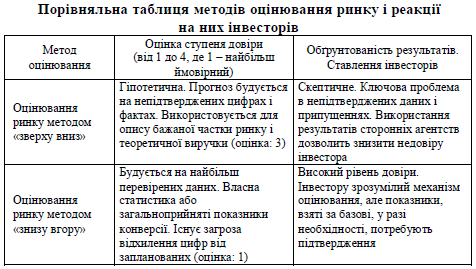 Порівняльна таблиця методів оцінювання ринку і реакції
на них інвесторів
Метод
оцінювання
Оцінка ступеня довіри
(від 1 до 4, де 1 – найбільш
ймовірний)
Обґрунтованість результатів.
Ставлення інвесторів
Оцінювання
ринку методом
«зверху вниз»
Гіпотетична. Прогноз будується
на непідтверджених цифрах і
фактах. Використовується для
опису бажаної частки ринку і
теоретичної виручки (оцінка: 3)
Скептичне. Ключова проблема
в непідтверджених даних і
припущеннях. Використання
результатів сторонніх агентств
дозволить знизити недовіру
інвестора
Оцінювання
ринку методом
«знизу вгору»
Будується на найбільш
перевірених даних. Власна
статистика або
загальноприйняті показники
конверсії. Існує загроза
відхилення цифр від
запланованих (оцінка: 1)
Високий рівень довіри.
Інвестору зрозумілий механізм
оцінювання, але показники,
взяті за базові, у разі
необхідності, потребують
підтвердження